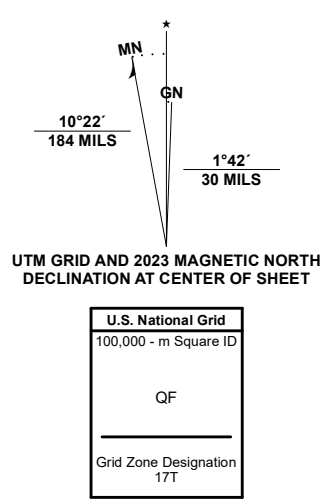 ★
MN
GN
10°22´
184 MILS
1°42´
30 MILS
UTM GRID AND 2023 MAGNETIC NORTH
DECLINATION AT CENTER OF SHEET
U.S. National Grid
100,000 - m Square ID
QF
Grid Zone Designation
17T